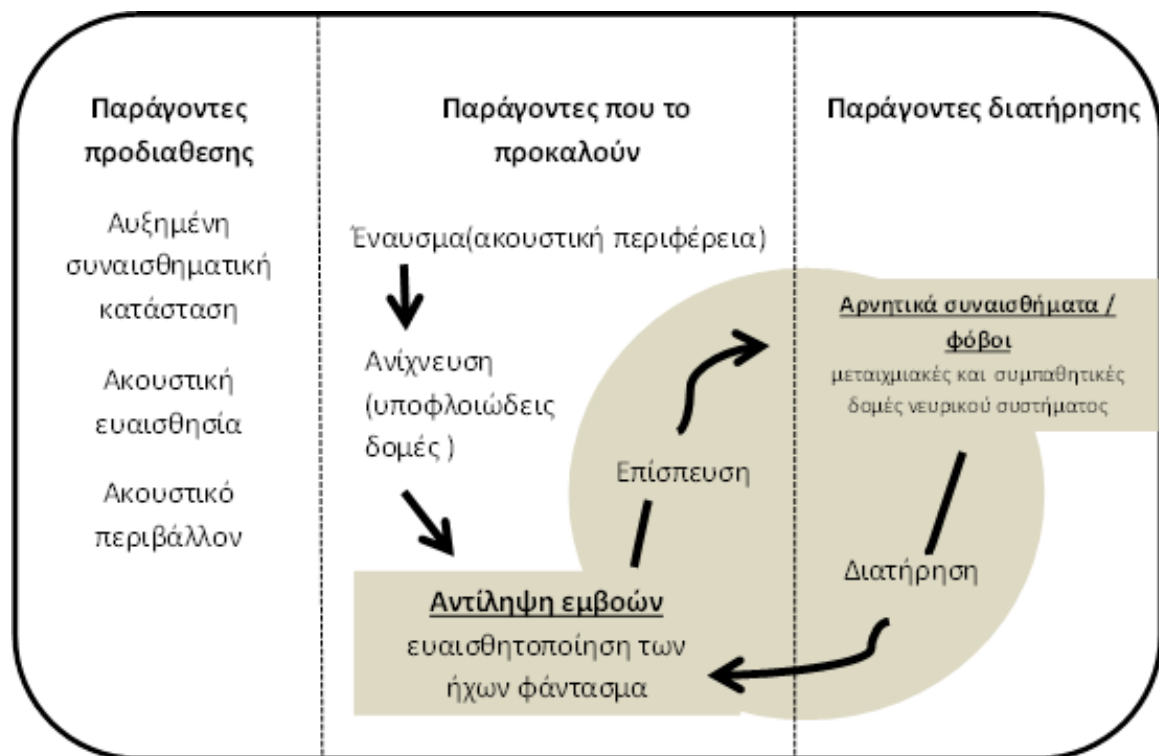 Παράγοντες
προδιαθεσης
Αυξημένη
συναισθηματική
κατάσταση
Ακουστική
ευαισθησία
Ακουστικό
περιβάλλον
Παράγοντες που το
προκαλούν
Έναυσμα(ακουστική περιφέρεια)
Ανίχνευση
(υποφλοιώδεις
δομές )
Επίσπευση
Αντίληψη εμβοών
ευαισθητοποίηση των
ήχων φάντασμα
Παράγοντες διατήρησης
Αρνητικά συναισθήματα /
φόβοι
μεταιχμιακές και συμπαθητικές
δομές νευρικού συστήματος
Διατήρηση